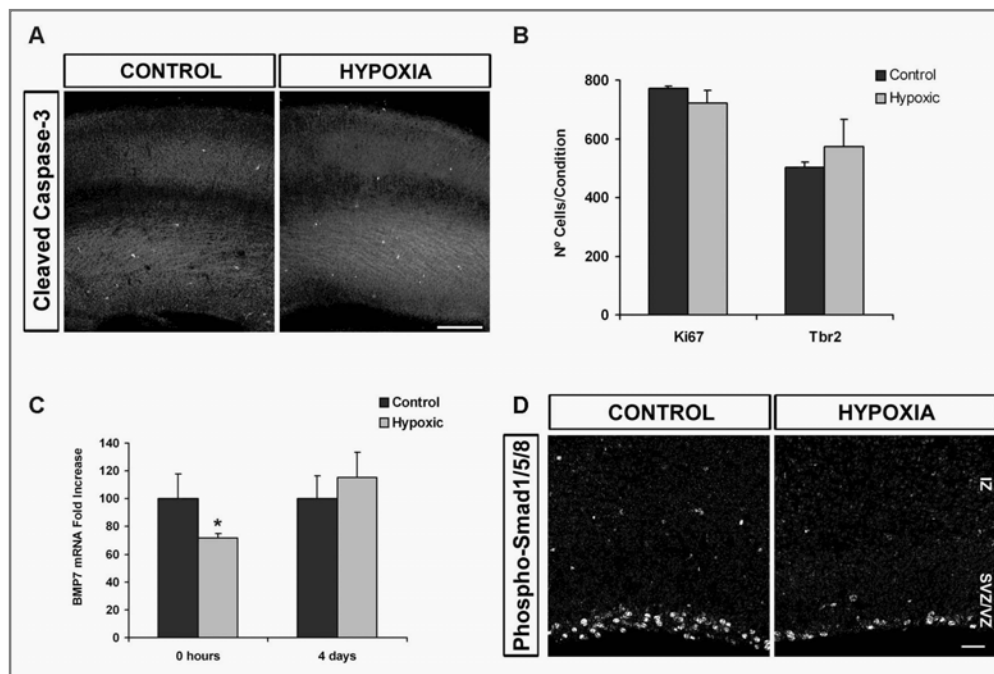 A
CONTROL
HYPOXIA
Cleaved Caspase-3
B
Control
Hypoxic
800
600
400
200
0
Nº Cells/Condition
Ki67
Tbr2
C
Control
Hypoxic
140
120
100
80
60
40
20
0
BMP7 mRNA Fold Increase
*
0 hours
4 days
D
CONTROL
HYPOXIA
Phospho-Smad1/5/8
IZ
SVZ/VZ